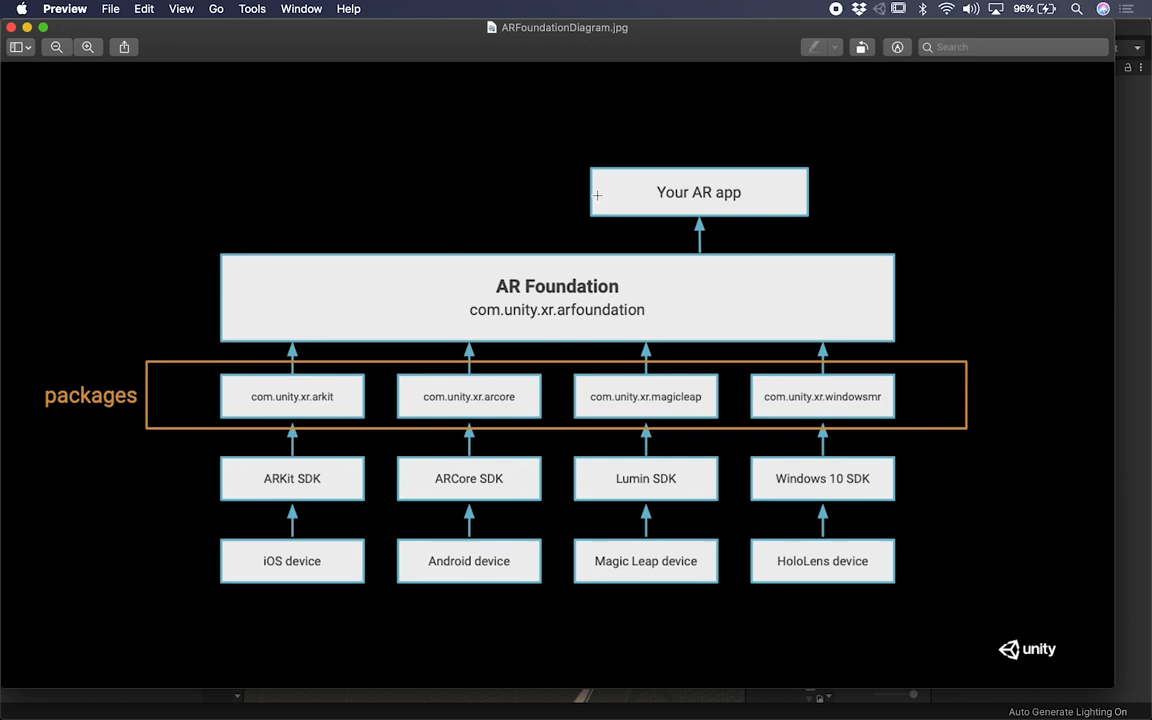 Preview File Edit View Go Tools Window Help 96%
ARFoundationDiagram.jpg
Search
Your AR app
AR Foundation
com.unity.xr.arfoundation
packages
com.unity.xr.arkit com.unity.xr.arcore com.unity.xr.magicleap com.unity.xr.windowsmr
ARKit SDK ARCore SDK Lumin SDK Windows 10 SDK
iOS device Android device Magic Leap device HoloLens device
unity
Auto Generate Lighting On